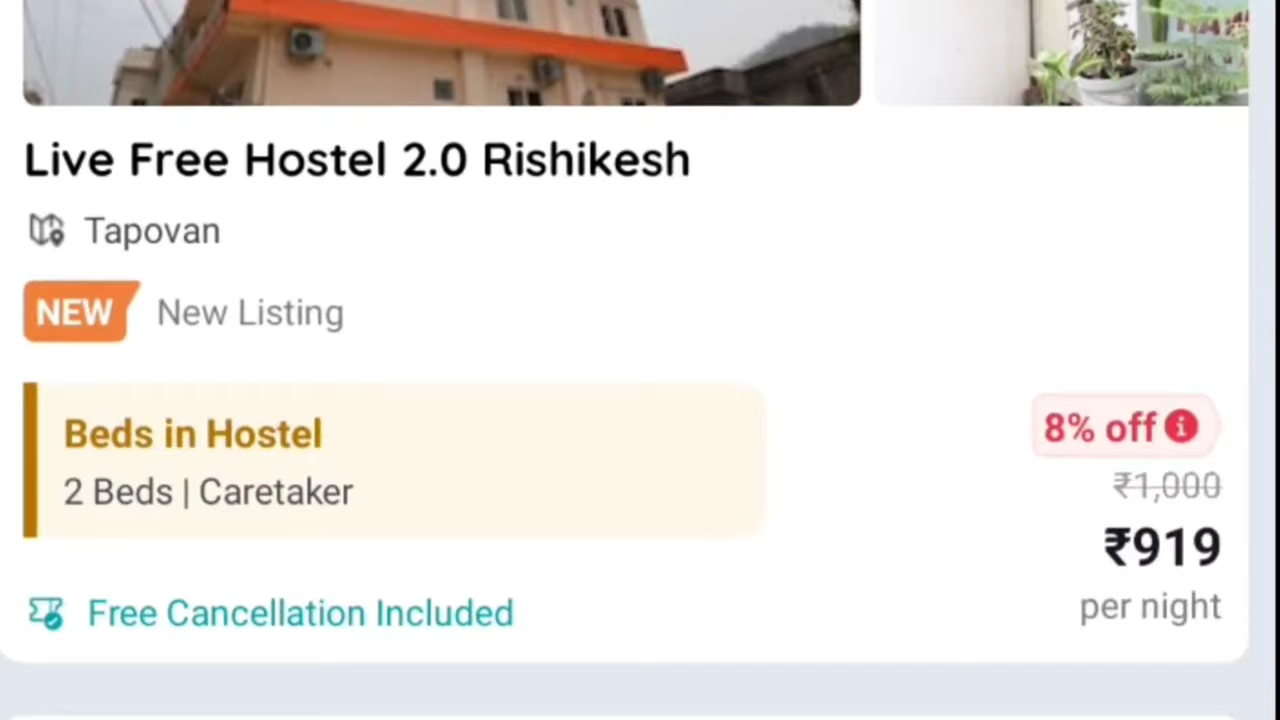 Live Free Hostel 2.0 Rishikesh
Tapovan
NEW New Listing
Beds in Hostel
2 Beds | Caretaker
8% off
₹1,000
₹919
per night
Free Cancellation Included